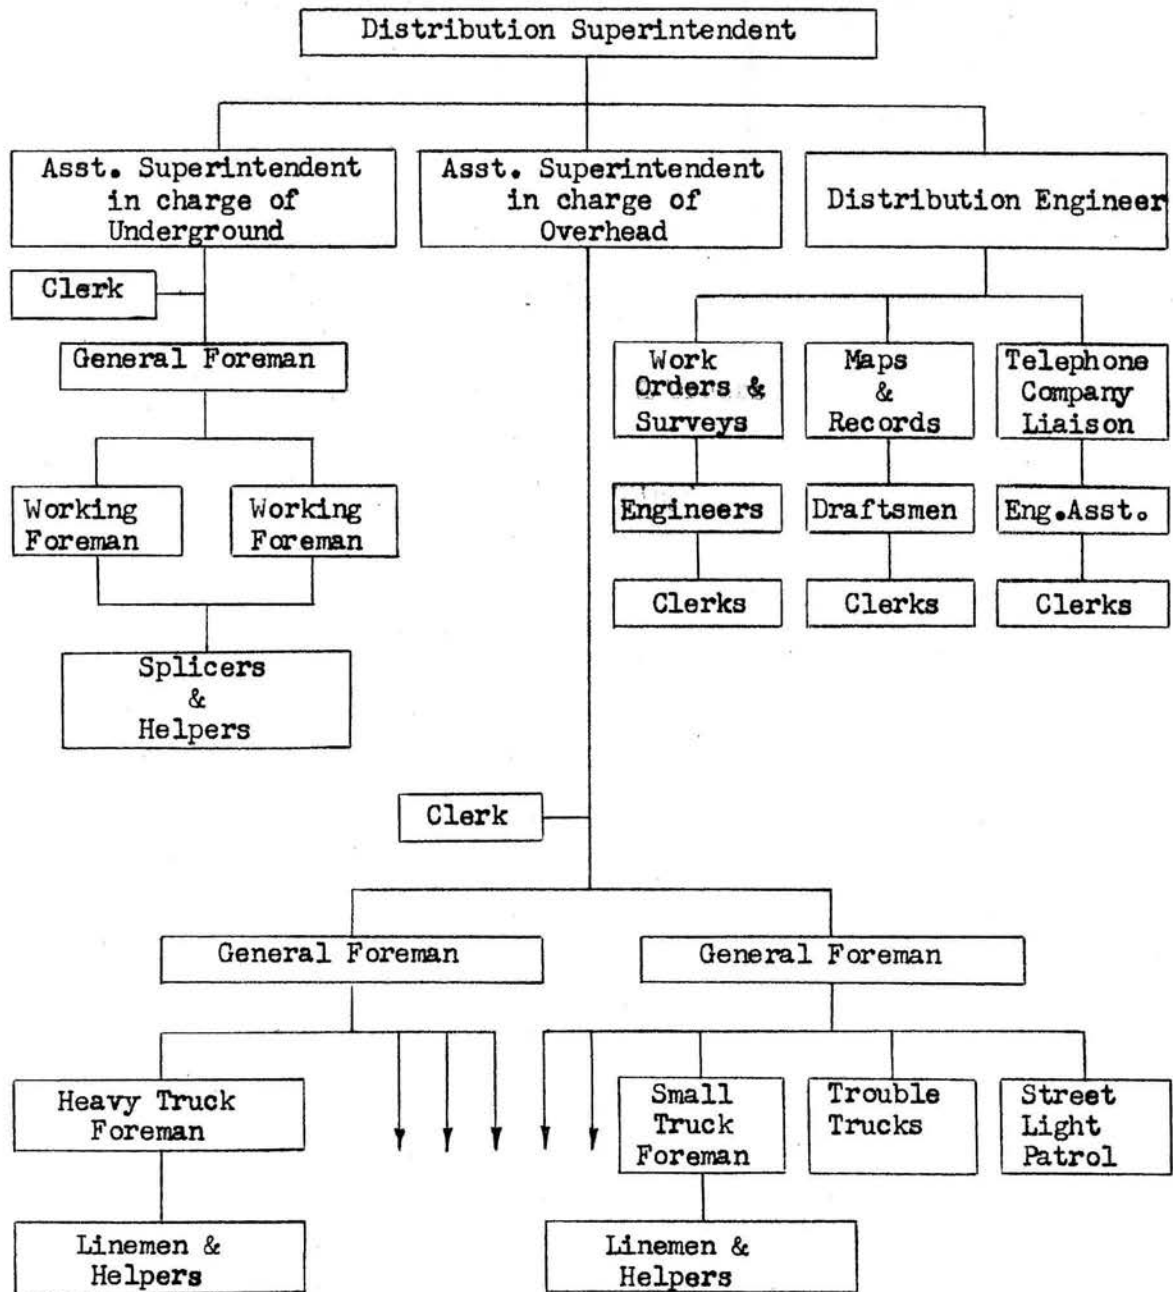 Distribution Superintendent
Asst. Superintendent
in charge of
Underground
Asst. Superintendent
in charge of
Overhead
Distribution Engineer
Clerk
General Foreman
Working
Foreman
Working
Foreman
Splicers
&
Helpers
Work
Orders &
Surveys
Maps
&
Records
Telephone
Company
Liaison
Engineers
Draftsmen
Eng.Asst.
Clerks
Clerks
Clerks
Clerk
General Foreman
General Foreman
Heavy Truck
Foreman
Small
Truck
Foreman
Trouble
Trucks
Street
Light
Patrol
Linemen &
Helpers
Linemen &
Helpers